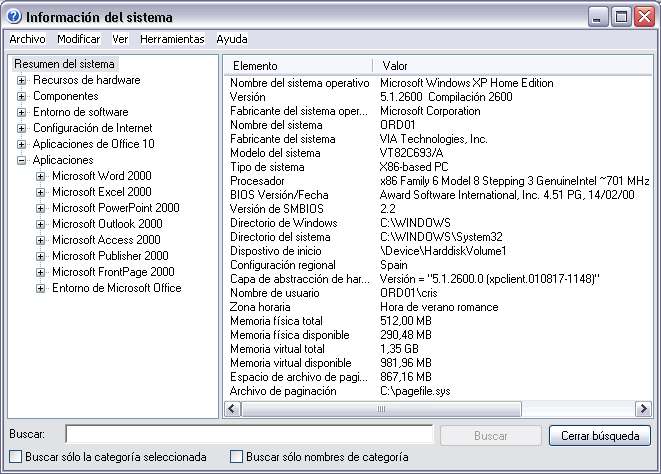 Información del sistema
Archivo Modificar Ver Herramientas Ayuda
Resumen del sistema
Recursos de hardware
Componentes
Entorno de software
Configuración de Internet
Aplicaciones de Office 10
Aplicaciones
Microsoft Word 2000
Microsoft Excel 2000
Microsoft PowerPoint 2000
Microsoft Outlook 2000
Microsoft Access 2000
Microsoft Publisher 2000
Microsoft FrontPage 2000
Entorno de Microsoft Office
Elemento Valor
Nombre del sistema operativo Microsoft Windows XP Home Edition
Versión 5.1.2600 Compilación 2600
Fabricante del sistema oper... Microsoft Corporation
Nombre del sistema ORD01
Fabricante del sistema VIA Technologies, Inc.
Modelo del sistema VT82C693/A
Tipo de sistema X86-based PC
Procesador x86 Family 6 Model 8 Stepping 3 GenuineIntel ~701 MHz
BIOS Versión/Fecha Award Software International, Inc. 4.51 PG, 14/02/00
Versión de SMBIOS 2.2
Directorio de Windows C:\WINDOWS
Directorio del sistema C:\WINDOWS\System32
Dispostivo de inicio \Device\HarddiskVolume1
Configuración regional Spain
Capa de abstracción de har... Versión = "5.1.2600.0 (xpclient.010817-1148)"
Nombre de usuario ORD01\cris
Zona horaria Hora de verano romance
Memoria física total 512,00 MB
Memoria física disponible 290,48 MB
Memoria virtual total 1,35 GB
Memoria virtual disponible 981,96 MB
Espacio de archivo de pagi... 867,16 MB
Archivo de paginación C:\pagefile.sys
Buscar: Buscar Cerrar búsqueda
Buscar sólo la categoría seleccionada Buscar sólo nombres de categoría